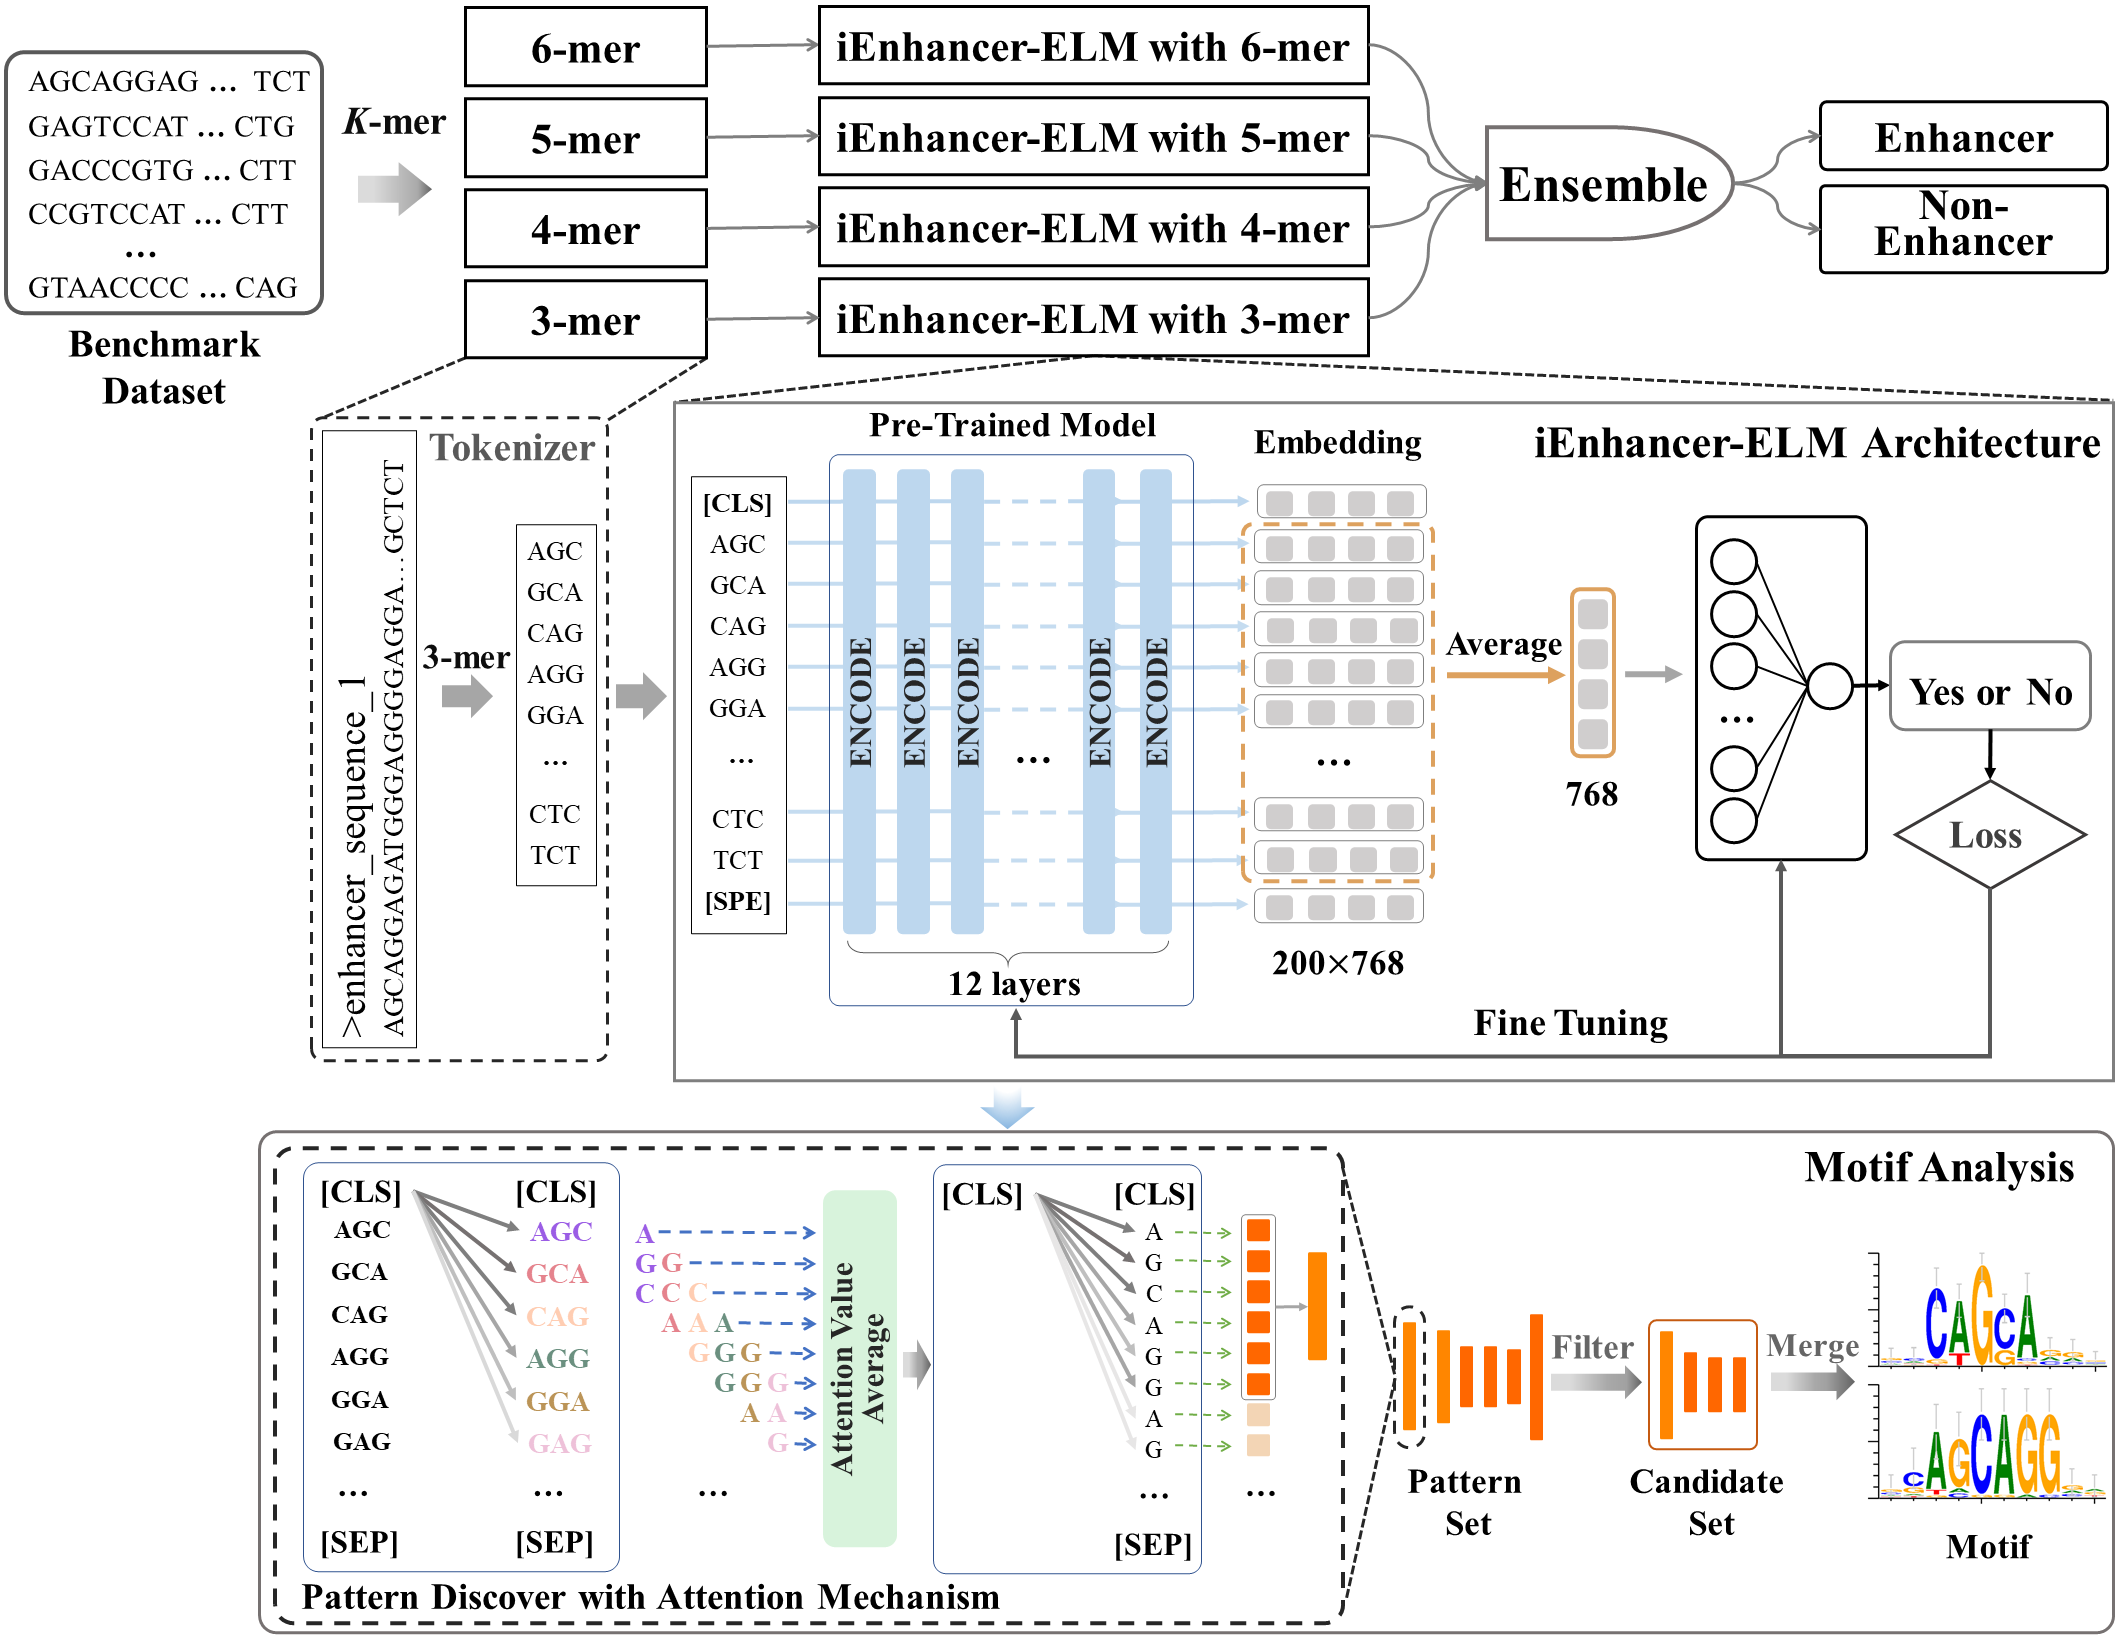 AGCAGGAG ... TCT
GAGTCCAT ... CTG
GACCCGTG ... CTT
CCGTCCAT ... CTT
...
GTAACCCC ... CAG
Benchmark
Dataset
K-mer
6-mer
5-mer
4-mer
3-mer
iEnhancer-ELM with 6-mer
iEnhancer-ELM with 5-mer
iEnhancer-ELM with 4-mer
iEnhancer-ELM with 3-mer
Ensemble
Enhancer
Non-
Enhancer
Tokenizer
>enhancer_sequence_1
AGCAGGAGATGGGAGGGAGGA...GCTCT
3-mer
AGC
GCA
CAG
AGG
GGA
...
CTC
TCT
iEnhancer-ELM Architecture
Pre-Trained Model
[CLS]
AGC
GCA
CAG
AGG
GGA
...
CTC
TCT
[SPE]
ENCODE
ENCODE
ENCODE
...
ENCODE
ENCODE
12 layers
Embedding
...
200×768
Average
768
...
Yes or No
Loss
Fine Tuning
Motif Analysis
[CLS]
AGC
GCA
CAG
AGG
GGA
GAG
...
[SEP]
[CLS]
AGC
GCA
CAG
AGG
GGA
GAG
...
[SEP]
A
G G
C C C
A A A
G G G
G G G
A A
G
...
Attention Value
Average
[CLS]
[CLS]
A
G
C
A
G
G
A
G
...
[SEP]
...
Pattern Discover with Attention Mechanism
Pattern
Set
Filter
Candidate
Set
Merge
CAGCA
CAGCAGG
Motif